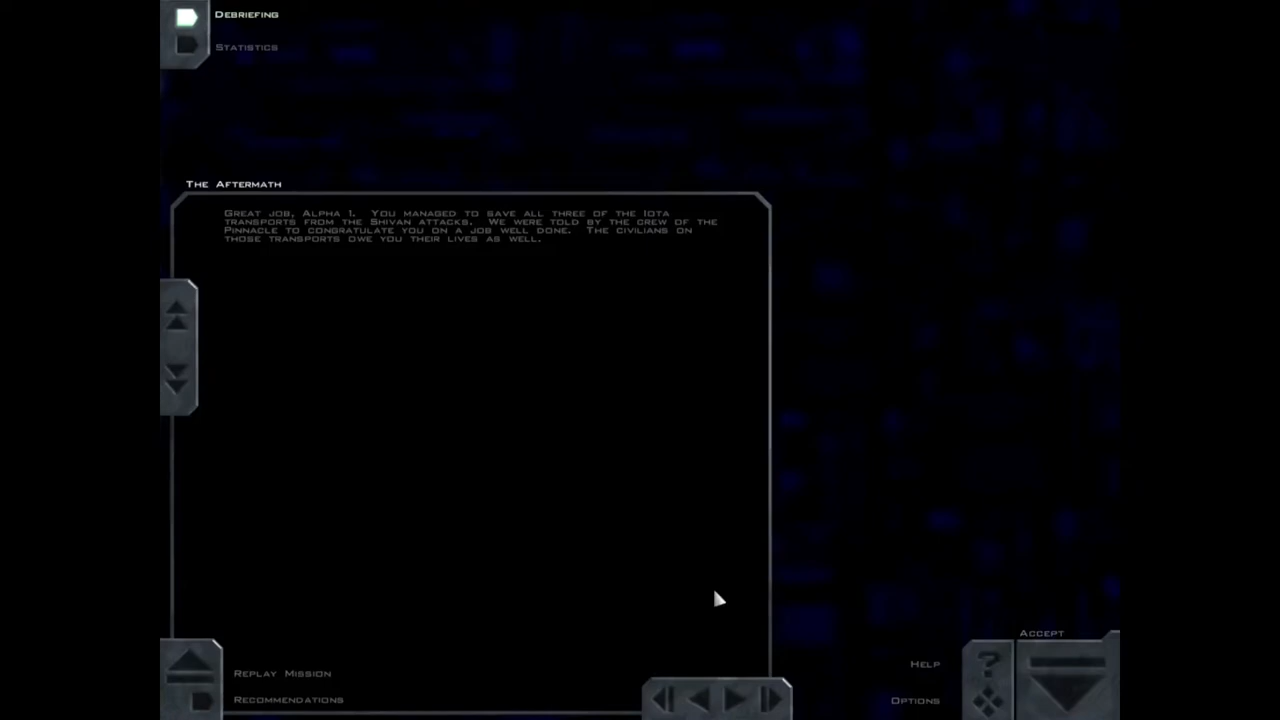 Debriefing
Statistics
The Aftermath
Great job, Alpha 1. You managed to save all three of the Iota
transports from the Shivan attacks. We were told by the crew of the
Pinnacle to congratulate you on a job well done. The civilians on
those transports owe you their lives as well.
Accept
Help
Replay Mission
Recommendations
Options
?